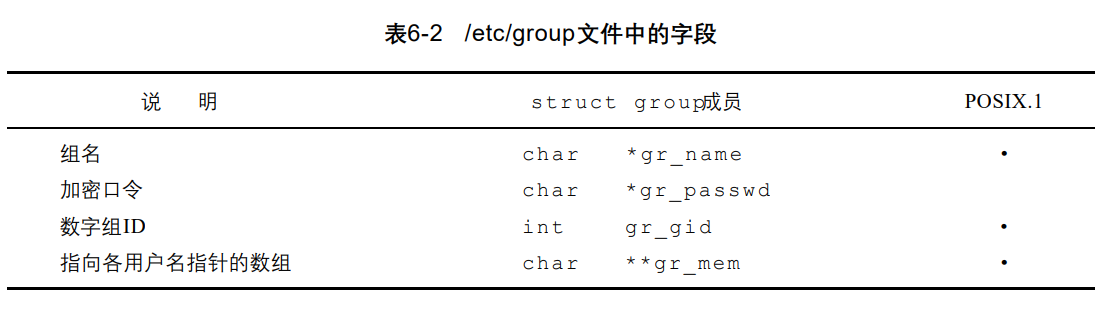 表6-2 /etc/group文件中的字段
说 明 struct group成员 POSIX.1
组名 char *gr_name •
加密口令 char *gr_passwd
数字组ID int gr_gid •
指向各用户名指针的数组 char **gr_mem •